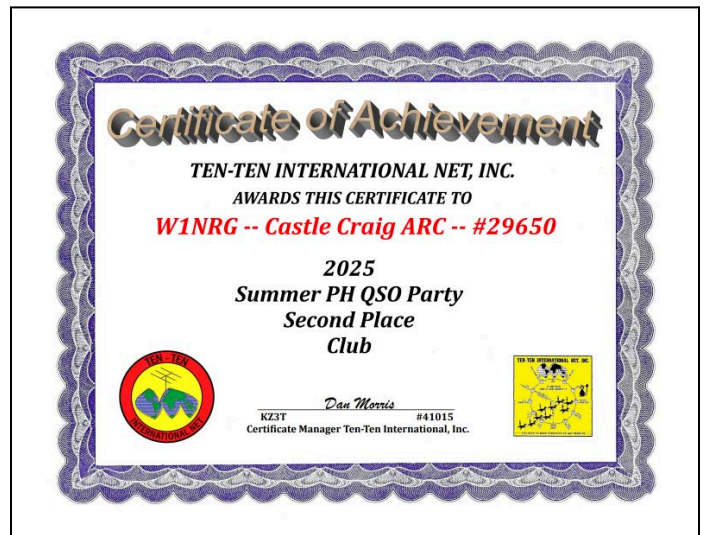 Certificate of Achievement
TEN-TEN INTERNATIONAL NET, INC.
AWARDS THIS CERTIFICATE TO
W1NRG -- Castle Craig ARC -- #29650
2025
Summer PH QSO Party
Second Place
Club
TEN - TEN
INTERNATIONAL NET
TEN-TEN INTERNATIONAL NET, INC
Dan Morris
KZ3T #41015
Certificate Manager Ten-Ten International, Inc.